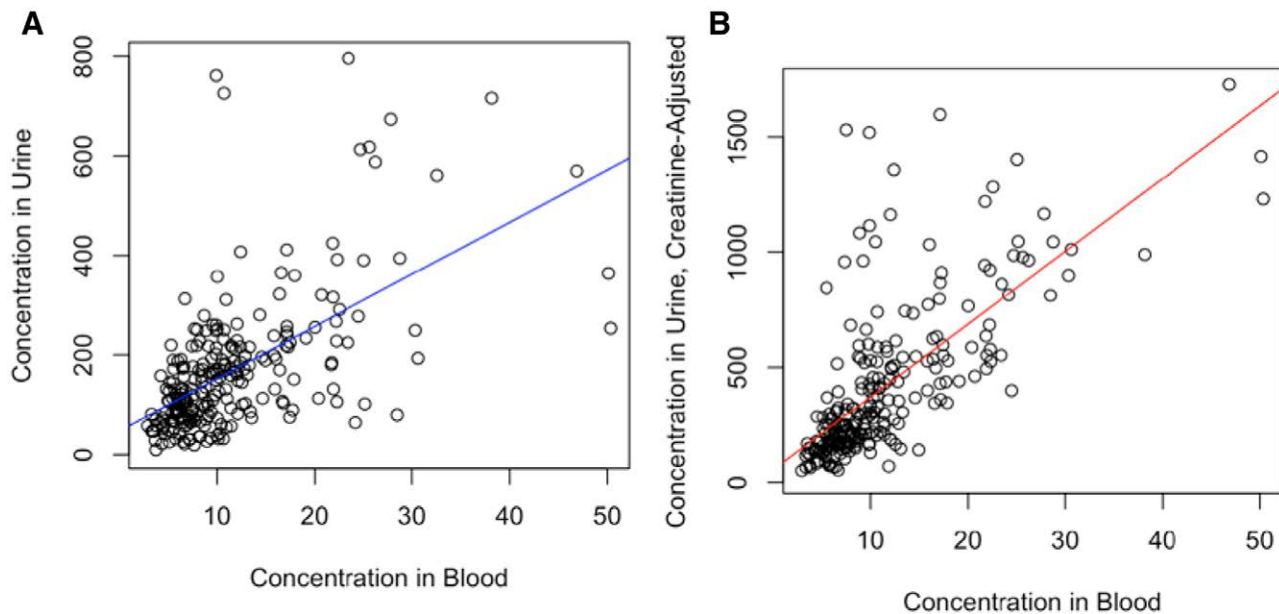 A
Concentration in Urine
800
600
400
200
0
10 20 30 40 50
Concentration in Blood
B
Concentration in Urine, Creatinine-Adjusted
1500
1000
500
0
10 20 30 40 50
Concentration in Blood